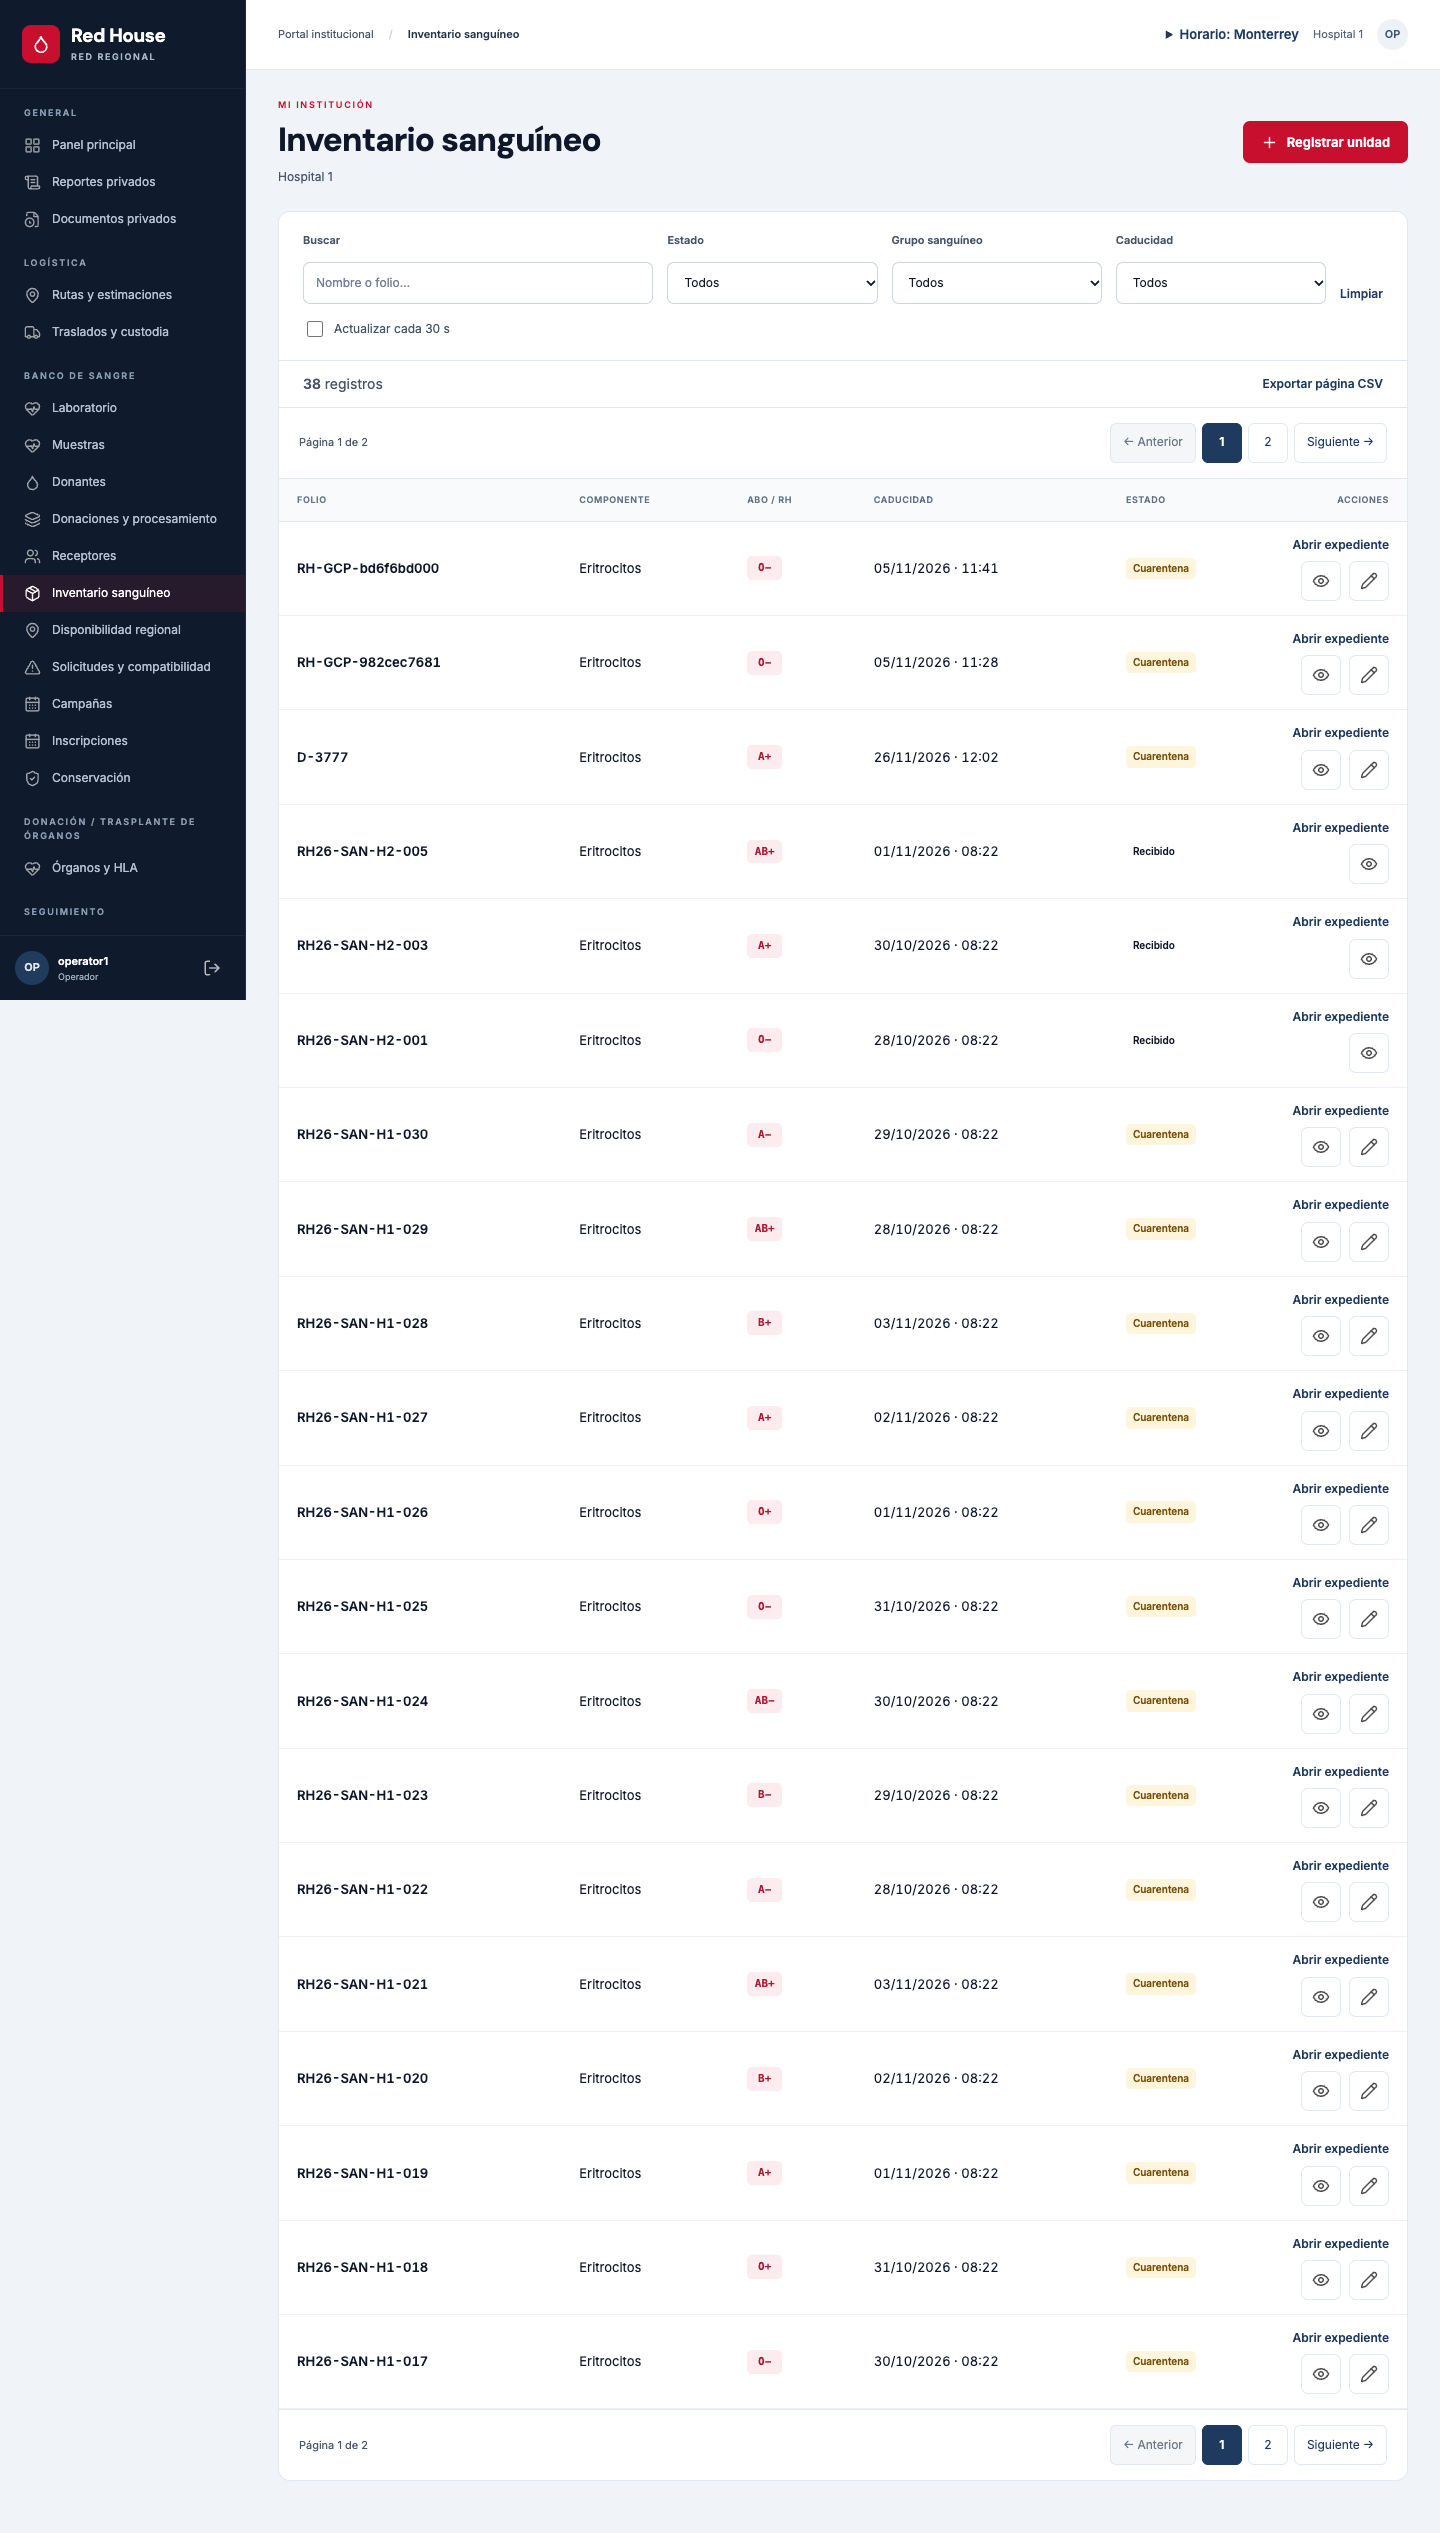 Red House
RED REGIONAL
GENERAL
Panel principal
Reportes privados
Documentos privados
LOGÍSTICA
Rutas y estimaciones
Traslados y custodia
BANCO DE SANGRE
Laboratorio
Muestras
Donantes
Donaciones y procesamiento
Receptores
Inventario sanguíneo
Disponibilidad regional
Solicitudes y compatibilidad
Campañas
Inscripciones
Conservación
DONACIÓN / TRASPLANTE DE
ÓRGANOS
Órganos y HLA
SEGUIMIENTO
OP
operator1
Operador
Portal institucional / Inventario sanguíneo
▶ Horario: Monterrey Hospital 1 OP
MI INSTITUCIÓN
Inventario sanguíneo
Hospital 1
+ Registrar unidad
Buscar Estado Grupo sanguíneo Caducidad
Nombre o folio... Todos Todos Todos Limpiar
Actualizar cada 30 s
38 registros Exportar página CSV
Página 1 de 2 ← Anterior 1 2 Siguiente →
FOLIO COMPONENTE ABO / RH CADUCIDAD ESTADO ACCIONES
RH-GCP-bd6f6bd000 Eritrocitos O− 05/11/2026 · 11:41 Cuarentena Abrir expediente
RH-GCP-982cec7681 Eritrocitos O− 05/11/2026 · 11:28 Cuarentena Abrir expediente
D-3777 Eritrocitos A+ 26/11/2026 · 12:02 Cuarentena Abrir expediente
RH26-SAN-H2-005 Eritrocitos AB+ 01/11/2026 · 08:22 Recibido Abrir expediente
RH26-SAN-H2-003 Eritrocitos A+ 30/10/2026 · 08:22 Recibido Abrir expediente
RH26-SAN-H2-001 Eritrocitos O− 28/10/2026 · 08:22 Recibido Abrir expediente
RH26-SAN-H1-030 Eritrocitos A− 29/10/2026 · 08:22 Cuarentena Abrir expediente
RH26-SAN-H1-029 Eritrocitos AB+ 28/10/2026 · 08:22 Cuarentena Abrir expediente
RH26-SAN-H1-028 Eritrocitos B+ 03/11/2026 · 08:22 Cuarentena Abrir expediente
RH26-SAN-H1-027 Eritrocitos A+ 02/11/2026 · 08:22 Cuarentena Abrir expediente
RH26-SAN-H1-026 Eritrocitos O+ 01/11/2026 · 08:22 Cuarentena Abrir expediente
RH26-SAN-H1-025 Eritrocitos O− 31/10/2026 · 08:22 Cuarentena Abrir expediente
RH26-SAN-H1-024 Eritrocitos AB− 30/10/2026 · 08:22 Cuarentena Abrir expediente
RH26-SAN-H1-023 Eritrocitos B− 29/10/2026 · 08:22 Cuarentena Abrir expediente
RH26-SAN-H1-022 Eritrocitos A− 28/10/2026 · 08:22 Cuarentena Abrir expediente
RH26-SAN-H1-021 Eritrocitos AB+ 03/11/2026 · 08:22 Cuarentena Abrir expediente
RH26-SAN-H1-020 Eritrocitos B+ 02/11/2026 · 08:22 Cuarentena Abrir expediente
RH26-SAN-H1-019 Eritrocitos A+ 01/11/2026 · 08:22 Cuarentena Abrir expediente
RH26-SAN-H1-018 Eritrocitos O+ 31/10/2026 · 08:22 Cuarentena Abrir expediente
RH26-SAN-H1-017 Eritrocitos O− 30/10/2026 · 08:22 Cuarentena Abrir expediente
Página 1 de 2 ← Anterior 1 2 Siguiente →